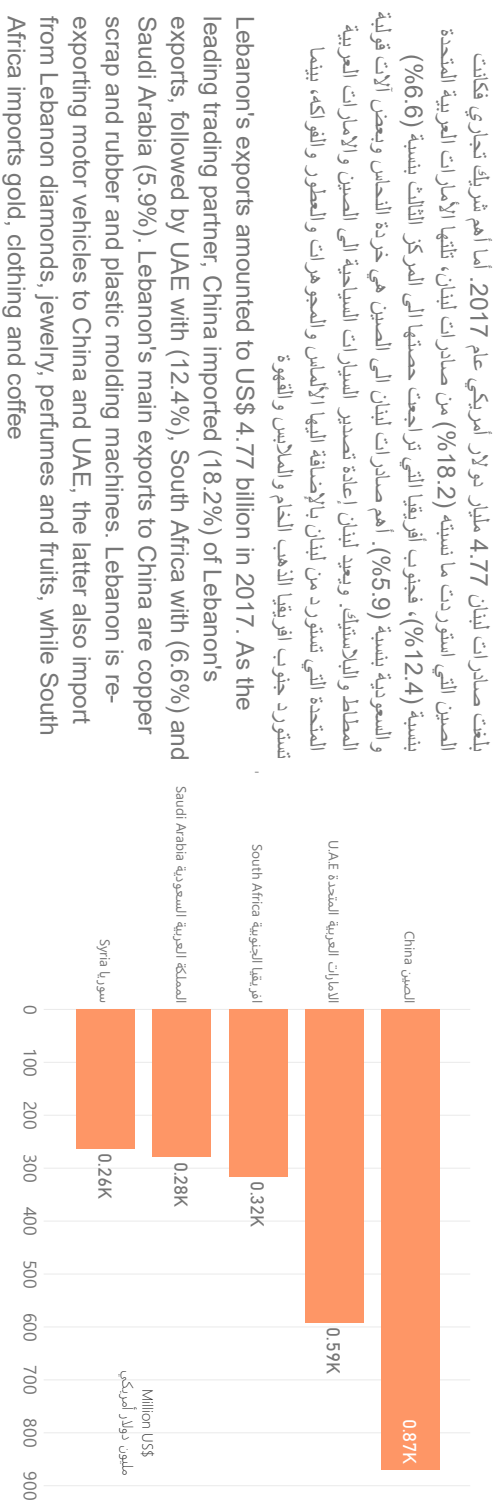 بلغت صادرات لبنان 4.77 مليار دولار أمريكي عام 2017. أما أهم شريك تجاري فكانت
الصين التي استوردت ما نسبته (18.2%) من صادرات لبنان، تلتها الأمارات العربية المتحدة
بنسبة (12.4%)، فجنوب أفريقيا التي تراجعت حصتها الى المركز الثالث بنسبة (6.6%)
والسعودية بنسبة (5.9%). أهم صادرات لبنان الى الصين هي خردة النحاس وبعض آلات قولبة
المطاط والبلاستيك. ويعيد لبنان إعادة تصدير السيارات السياحية الى الصين والامارات العربية
المتحدة التي تستورد من لبنان بالإضافة اليها الألماس والمجوهرات والعطور والفواكه، بينما
تستورد جنوب افريقيا الذهب الخام والملابس والقهوة
Lebanon's exports amounted to US$ 4.77 billion in 2017. As the
leading trading partner, China imported (18.2%) of Lebanon's
exports, followed by UAE with (12.4%), South Africa with (6.6%) and
Saudi Arabia (5.9%). Lebanon's main exports to China are copper
scrap and rubber and plastic molding machines. Lebanon is re-
exporting motor vehicles to China and UAE, the latter also import
from Lebanon diamonds, jewelry, perfumes and fruits, while South
Africa imports gold, clothing and coffee
الصين China
0.87K
الامارات العربية المتحدة U.A.E
0.59K
افريقيا الجنوبية South Africa
0.32K
المملكة العربية السعودية Saudi Arabia
0.28K
سوريا Syria
0.26K
Million US$
مليون دولار أمريكي
0 100 200 300 400 500 600 700 800 900